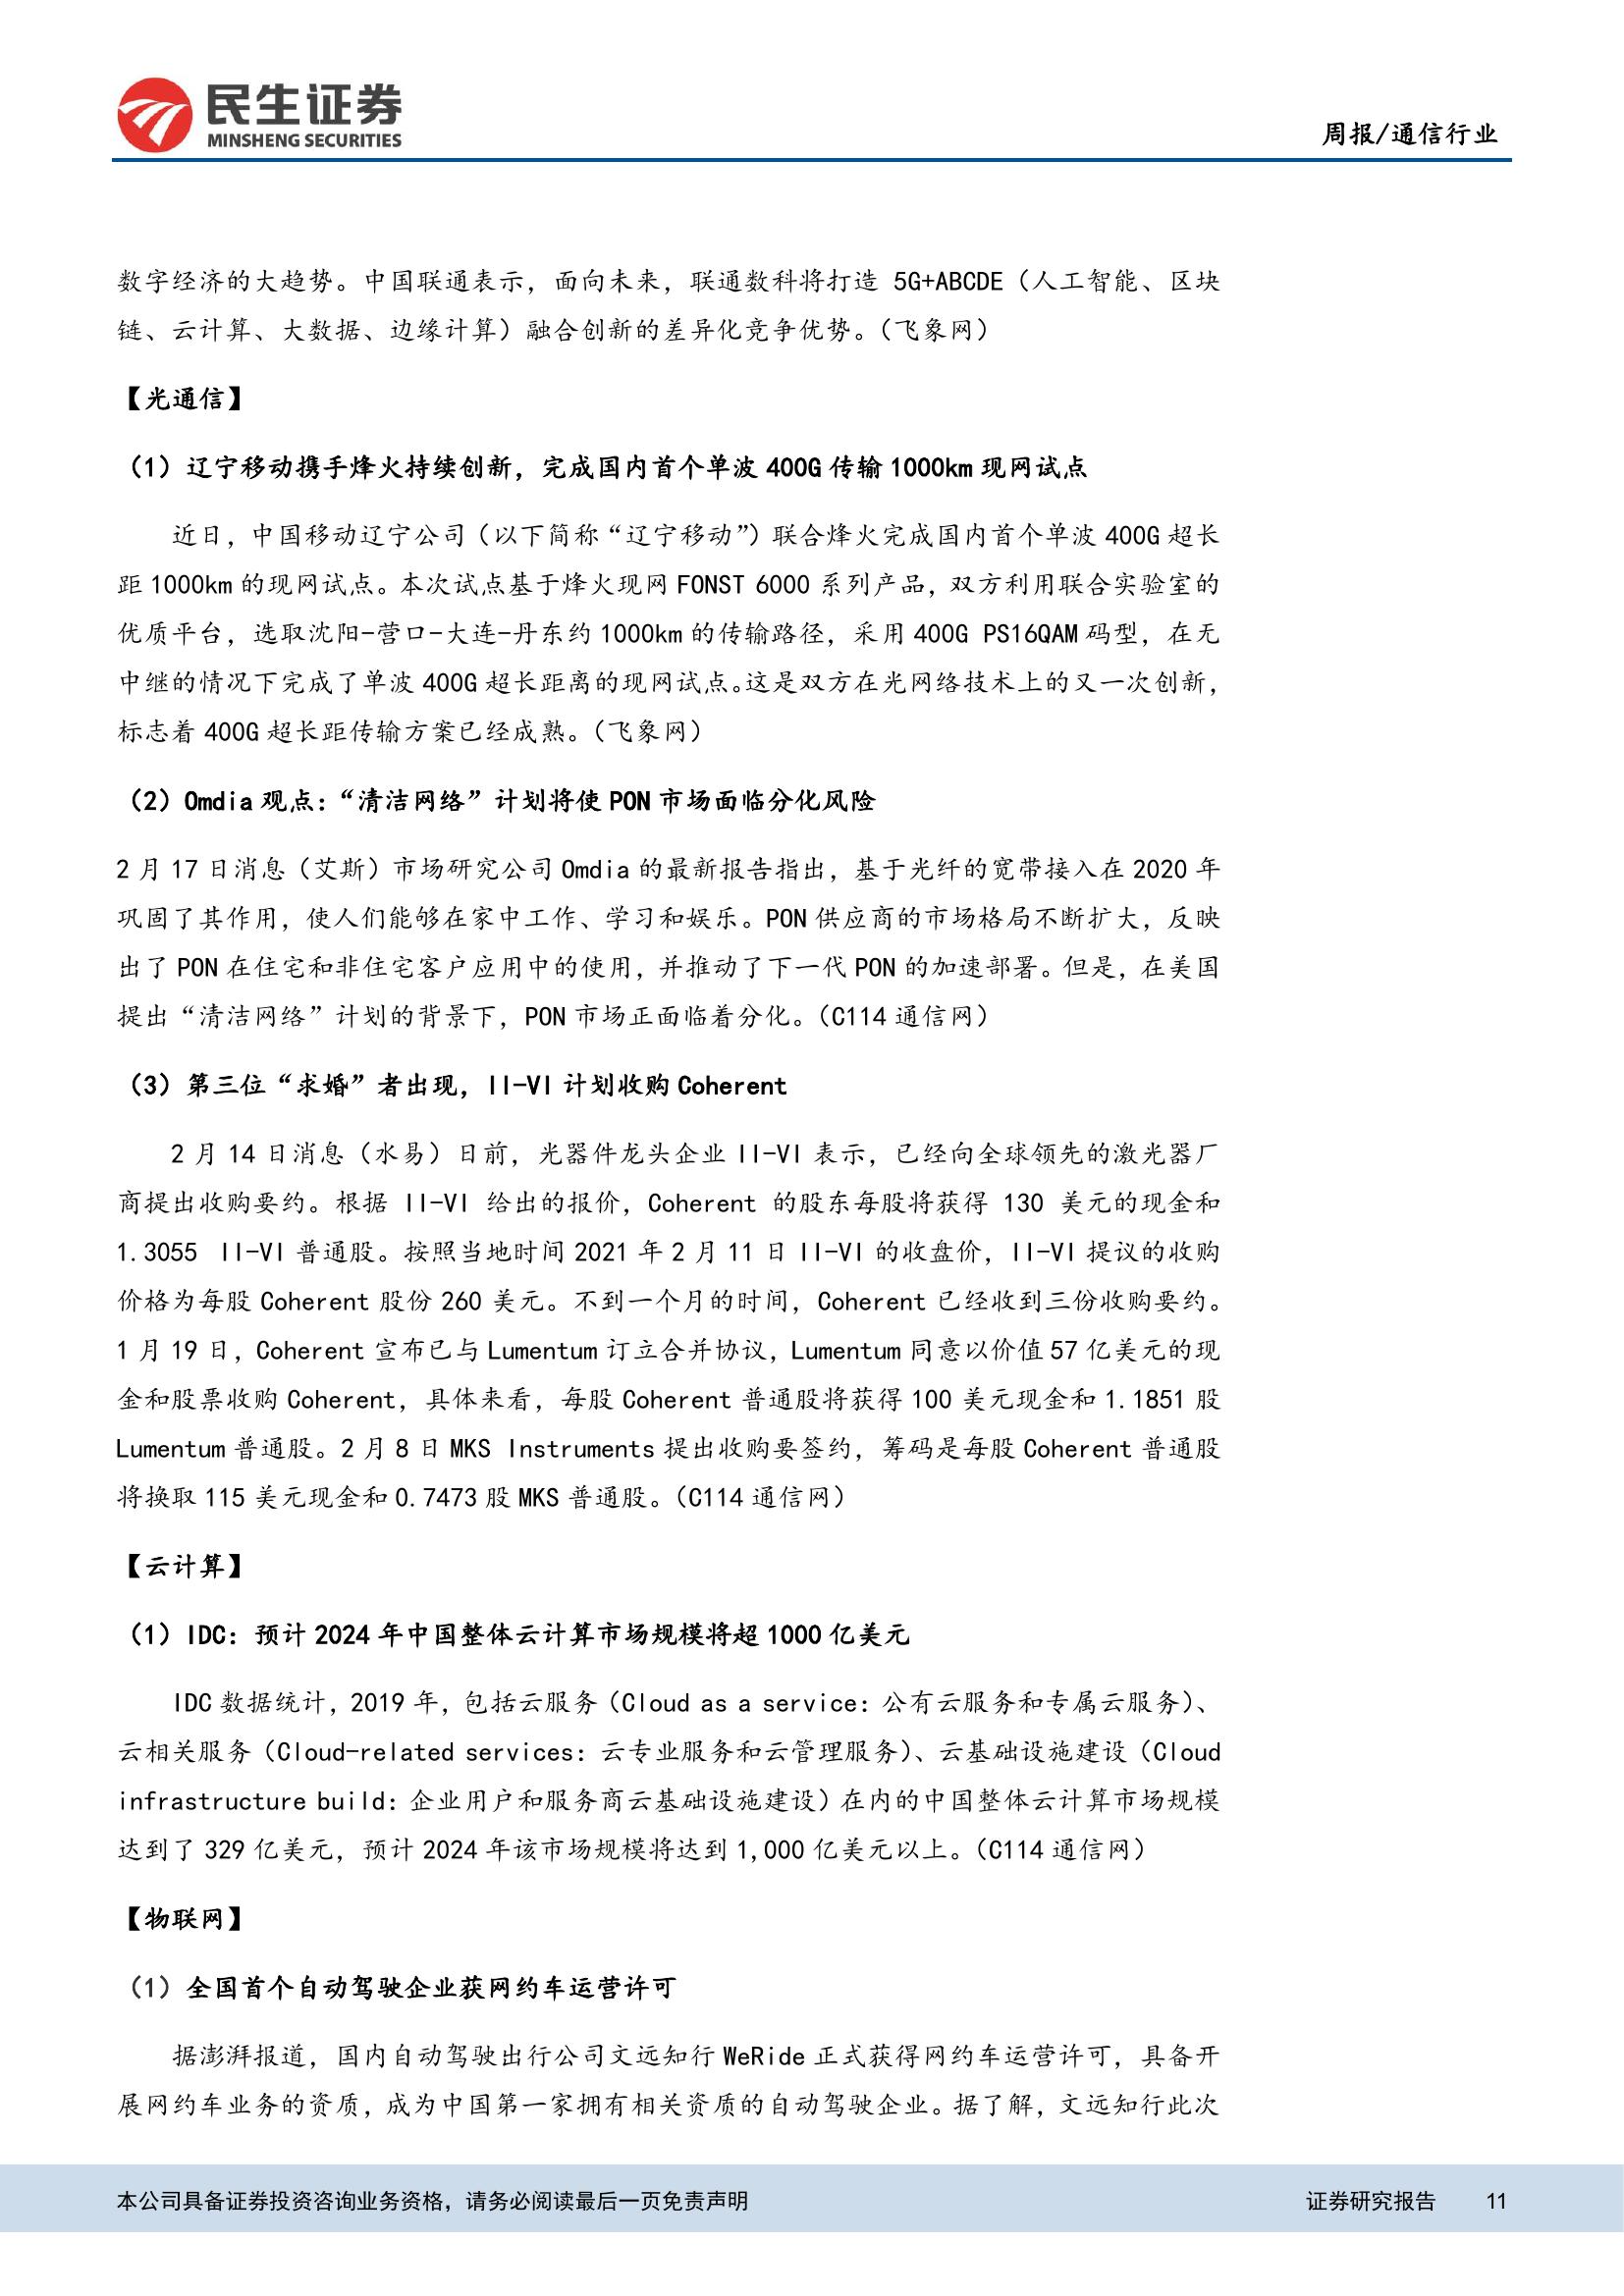 民生证券
MINSHENG SECURITIES
周报/通信行业
数字经济的大趋势。中国联通表示，面向未来，联通数科将打造 5G+ABCDE（人工智能、区块
链、云计算、大数据、边缘计算）融合创新的差异化竞争优势。（飞象网）
【光通信】
（1）辽宁移动携手烽火持续创新，完成国内首个单波 400G 传输 1000km 现网试点
近日，中国移动辽宁公司（以下简称“辽宁移动”）联合烽火完成国内首个单波 400G 超长
距 1000km 的现网试点。本次试点基于烽火现网 FONST 6000 系列产品，双方利用联合实验室的
优质平台，选取沈阳-营口-大连-丹东约 1000km 的传输路径，采用 400G PS16QAM 码型，在无
中继的情况下完成了单波 400G 超长距离的现网试点。这是双方在光网络技术上的又一次创新，
标志着 400G 超长距传输方案已经成熟。（飞象网）
（2）Omdia 观点：“清洁网络”计划将使 PON 市场面临分化风险
2 月 17 日消息（艾斯）市场研究公司 Omdia 的最新报告指出，基于光纤的宽带接入在 2020 年
巩固了其作用，使人们能够在家中工作、学习和娱乐。PON 供应商的市场格局不断扩大，反映
出了 PON 在住宅和非住宅客户应用中的使用，并推动了下一代 PON 的加速部署。但是，在美国
提出“清洁网络”计划的背景下，PON 市场正面临着分化。（C114 通信网）
（3）第三位“求婚”者出现，II-VI 计划收购 Coherent
2 月 14 日消息（水易）日前，光器件龙头企业 II-VI 表示，已经向全球领先的激光器厂
商提出收购要约。根据 II-VI 给出的报价，Coherent 的股东每股将获得 130 美元的现金和
1.3055 II-VI 普通股。按照当地时间 2021 年 2 月 11 日 II-VI 的收盘价，II-VI 提议的收购
价格为每股 Coherent 股份 260 美元。不到一个月的时间，Coherent 已经收到三份收购要约。
1 月 19 日，Coherent 宣布已与 Lumentum 订立合并协议，Lumentum 同意以价值 57 亿美元的现
金和股票收购 Coherent，具体来看，每股 Coherent 普通股将获得 100 美元现金和 1.1851 股
Lumentum 普通股。2 月 8 日 MKS Instruments 提出收购要签约，筹码是每股 Coherent 普通股
将换取 115 美元现金和 0.7473 股 MKS 普通股。（C114 通信网）
【云计算】
（1）IDC：预计 2024 年中国整体云计算市场规模将超 1000 亿美元
IDC 数据统计，2019 年，包括云服务（Cloud as a service：公有云服务和专属云服务）、
云相关服务（Cloud-related services：云专业服务和云管理服务）、云基础设施建设（Cloud
infrastructure build：企业用户和服务商云基础设施建设）在内的中国整体云计算市场规模
达到了 329 亿美元，预计 2024 年该市场规模将达到 1,000 亿美元以上。（C114 通信网）
【物联网】
（1）全国首个自动驾驶企业获网约车运营许可
据澎湃报道，国内自动驾驶出行公司文远知行 WeRide 正式获得网约车运营许可，具备开
展网约车业务的资质，成为中国第一家拥有相关资质的自动驾驶企业。据了解，文远知行此次
本公司具备证券投资咨询业务资格，请务必阅读最后一页免责声明
证券研究报告 11